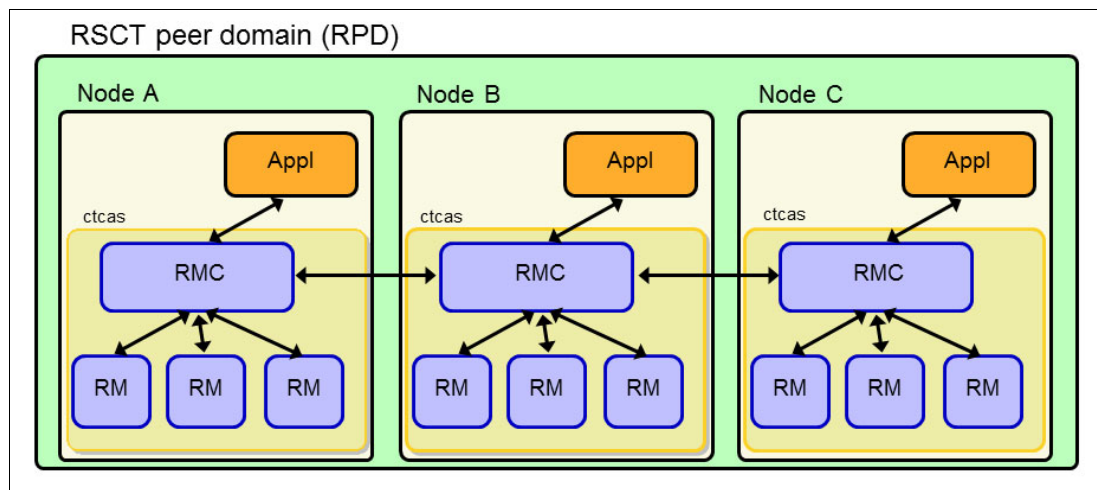 RSCT peer domain (RPD)
Node A
Node B
Node C
Appl
Appl
Appl
ctcas
ctcas
ctcas
RMC
RMC
RMC
RM
RM
RM
RM
RM
RM
RM
RM
RM